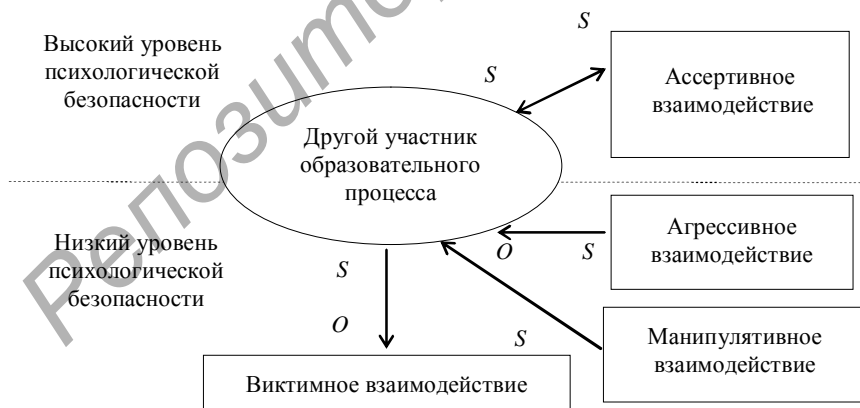 Высокий уровень
психологической
безопасности
S
S
Ассертивное
взаимодействие
Другой участник
образовательного
процесса
Низкий уровень
психологической
безопасности
S
O
O
S
Агрессивное
взаимодействие
S
Манипулятивное
взаимодействие
Виктимное взаимодействие